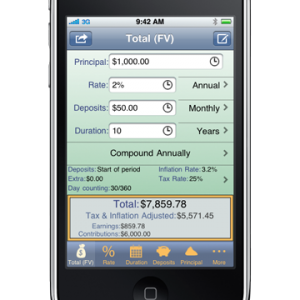 3G 9:42 AM
Total (FV)
Principal: $1,000.00
Rate: 2% Annual
Deposits: $50.00 Monthly
Duration: 10 Years
Compound Annually
Deposits: Start of period Inflation Rate: 3.2%
Extra: $0.00 Tax Rate: 25%
Day counting: 30/360
Total: $7,859.78
Tax & Inflation Adjusted: $5,571.45
Earnings: $859.78
Contributions: $6,000.00
Total (FV) Rate Duration Deposits Principal More